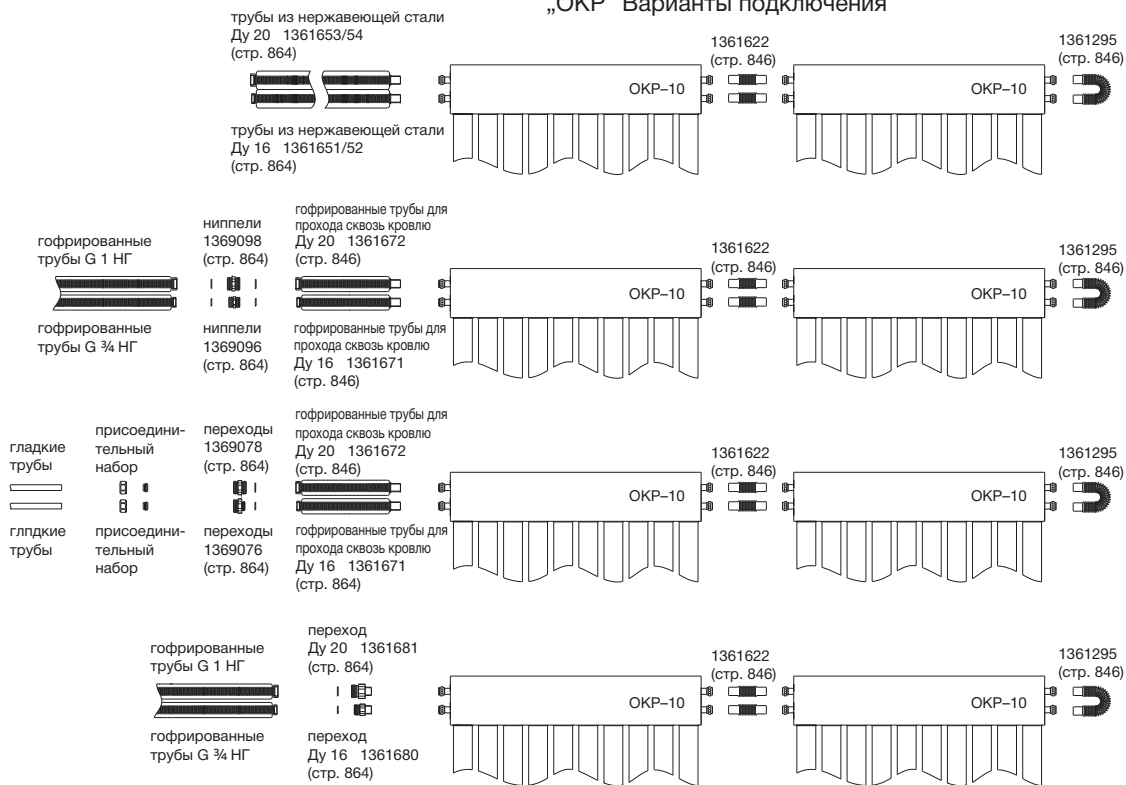 „OKP“ Варианты подключения
трубы из нержавеющей стали
Ду 20 1361653/54
(стр. 864)
1361622
(стр. 846)
1361295
(стр. 846)
OKP–10
OKP–10
трубы из нержавеющей стали
Ду 16 1361651/52
(стр. 864)
гофрированные
трубы G 1 НГ
ниппели
1369098
(стр. 864)
гофрированные трубы для
прохода сквозь кровлю
Ду 20 1361672
(стр. 846)
1361622
(стр. 846)
1361295
(стр. 846)
OKP–10
OKP–10
гофрированные
трубы G ¾ НГ
ниппели
1369096
(стр. 864)
гофрированные трубы для
прохода сквозь кровлю
Ду 16 1361671
(стр. 846)
гладкие
трубы
присоедини-
тельный
набор
переходы
1369078
(стр. 864)
гофрированные трубы для
прохода сквозь кровлю
Ду 20 1361672
(стр. 846)
1361622
(стр. 846)
1361295
(стр. 846)
OKP–10
OKP–10
глпдкие
трубы
присоедини-
тельный
набор
переходы
1369076
(стр. 864)
гофрированные трубы для
прохода сквозь кровлю
Ду 16 1361671
(стр. 864)
гофрированные
трубы G 1 НГ
переход
Ду 20 1361681
(стр. 864)
1361622
(стр. 846)
1361295
(стр. 846)
OKP–10
OKP–10
гофрированные
трубы G ¾ НГ
переход
Ду 16 1361680
(стр. 864)